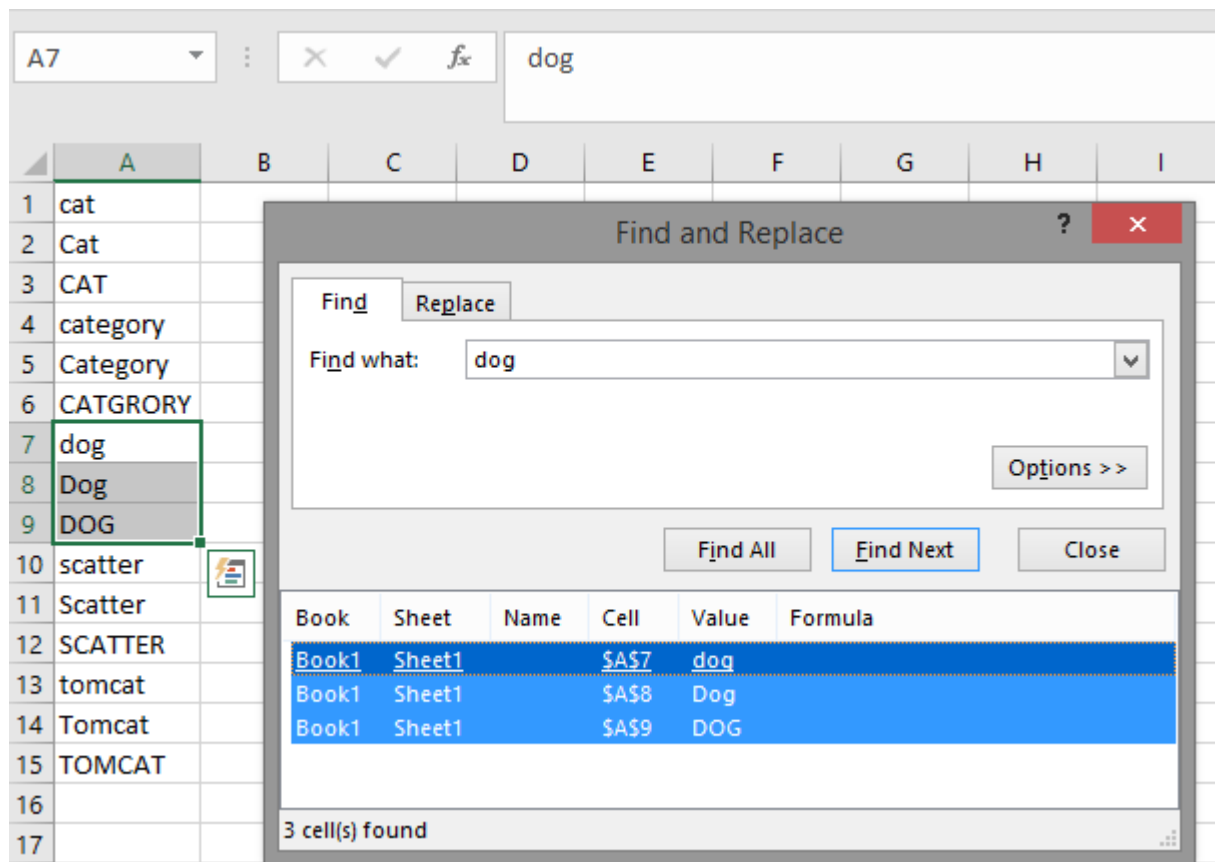 A7 fx dog
A B C D E F G H I
1 cat
2 Cat
3 CAT
4 category
5 Category
6 CATGRORY
7 dog
8 Dog
9 DOG
10 scatter
11 Scatter
12 SCATTER
13 tomcat
14 Tomcat
15 TOMCAT
16
17
Find and Replace ? ×
Find Replace
Find what: dog
Options >>
Find All Find Next Close
Book Sheet Name Cell Value Formula
Book1 Sheet1 $A$7 dog
Book1 Sheet1 $A$8 Dog
Book1 Sheet1 $A$9 DOG
3 cell(s) found